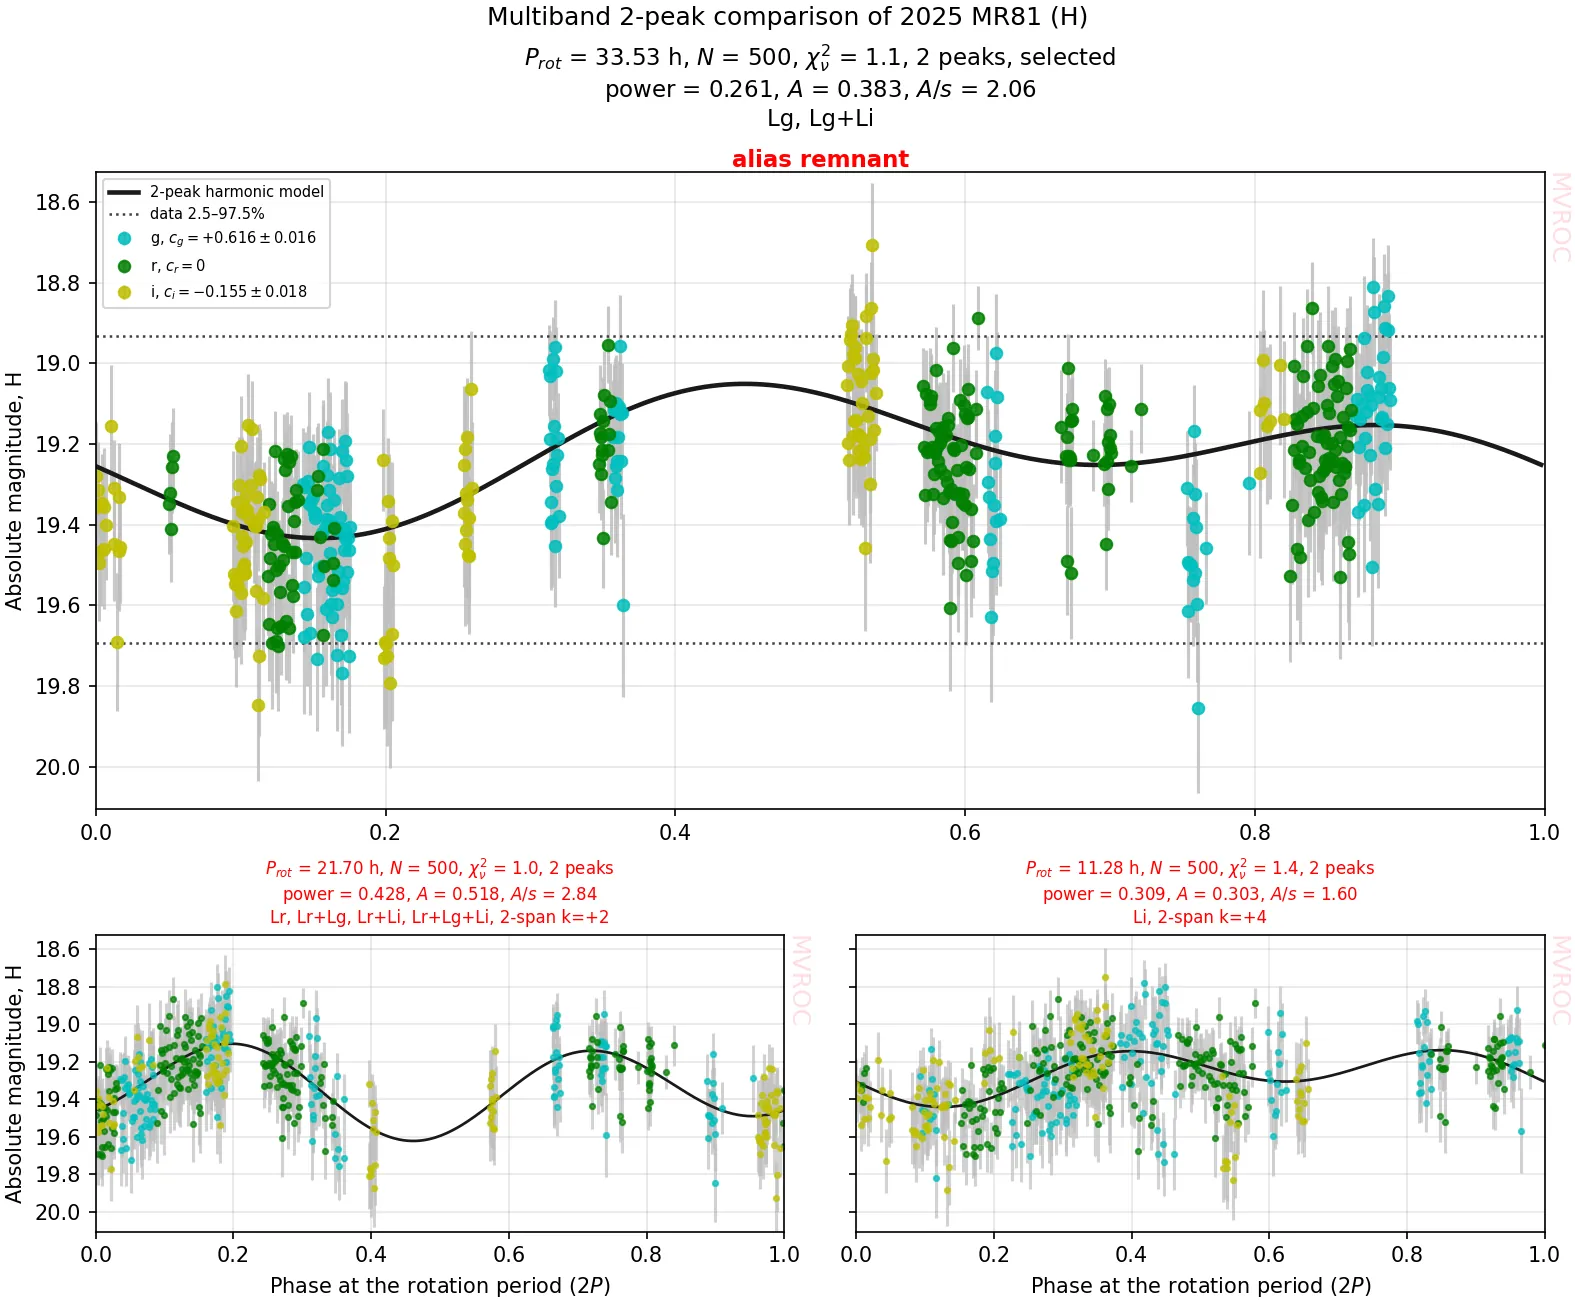 Multiband 2-peak comparison of 2025 MR81 (H)
P_rot = 33.53 h, N = 500, χ²_ν = 1.1, 2 peaks, selected
power = 0.261, A = 0.383, A/s = 2.06
Lg, Lg+Li
alias remnant
2-peak harmonic model
data 2.5–97.5%
g, c_g = +0.616 ± 0.016
r, c_r = 0
i, c_i = −0.155 ± 0.018
MVROC
Absolute magnitude, H
18.6
18.8
19.0
19.2
19.4
19.6
19.8
20.0
0.0 0.2 0.4 0.6 0.8 1.0
P_rot = 21.70 h, N = 500, χ²_ν = 1.0, 2 peaks
power = 0.428, A = 0.518, A/s = 2.84
Lr, Lr+Lg, Lr+Li, Lr+Lg+Li, 2-span k=+2
MVROC
Absolute magnitude, H
18.6
18.8
19.0
19.2
19.4
19.6
19.8
20.0
0.0 0.2 0.4 0.6 0.8 1.0
Phase at the rotation period (2P)
P_rot = 11.28 h, N = 500, χ²_ν = 1.4, 2 peaks
power = 0.309, A = 0.303, A/s = 1.60
Li, 2-span k=+4
MVROC
0.0 0.2 0.4 0.6 0.8 1.0
Phase at the rotation period (2P)